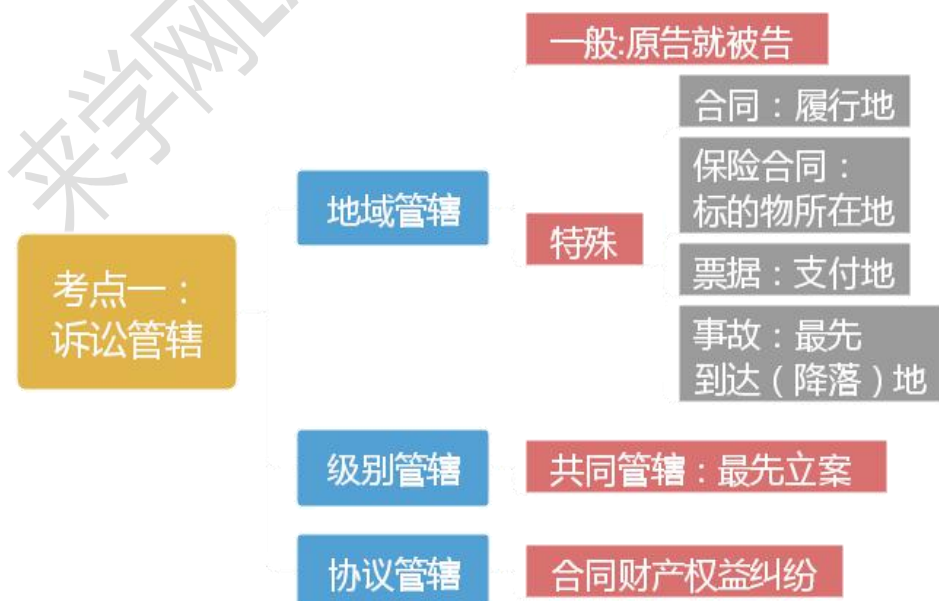 来学网
一般:原告就被告
合同：履行地
保险合同：
标的物所在地
地域管辖
特殊
票据：支付地
考点一：
诉讼管辖
事故：最先
到达（降落）地
级别管辖
共同管辖：最先立案
协议管辖
合同财产权益纠纷